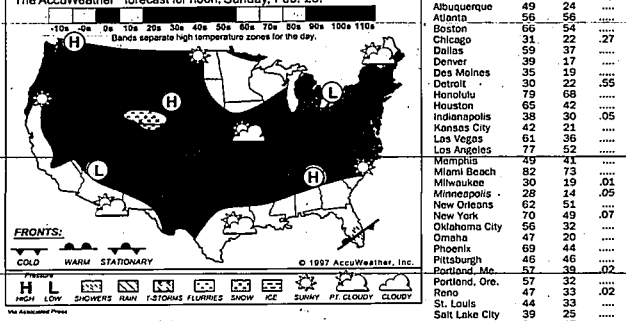 The AccuWeather forecast for noon, Sunday, Feb. 23.
-10s -0s 0s 10s 20s 30s 40s 50s 60s 70s 80s 90s 100s 110s
Bands separate high temperature zones for the day.
H
H
L
L
H
FRONTS:
COLD WARM STATIONARY
© 1997 AccuWeather, Inc.
Pressure
H L
HIGH LOW SHOWERS RAIN T-STORMS FLURRIES SNOW ICE SUNNY PT. CLOUDY CLOUDY
Via Associated Press
Albuquerque 49 24 ....
Atlanta 56 56 .....
Boston 66 54 .....
Chicago 31 22 .27
Dallas 59 37 .....
Denver 39 17 .....
Des Moines 35 19 .....
Detroit 30 22 .55
Honolulu 79 68 .....
Houston 65 42 .....
Indianapolis 38 30 .05
Kansas City 42 21 .....
Las Vegas 61 36 .....
Los Angeles 77 52 .....
Memphis 49 41 .....
Miami Beach 82 73 .....
Milwaukee 30 19 .01
Minneapolis 28 14 .05
New Orleans 62 51 .....
New York 70 49 .07
Oklahoma City 56 32 .....
Omaha 47 20 .....
Phoenix 69 44 .....
Pittsburgh 46 46 .....
Portland, Me. 57 39 .02
Portland, Ore. 57 32 .....
Reno 47 33 .02
St. Louis 44 33 .....
Salt Lake City 39 25 .....